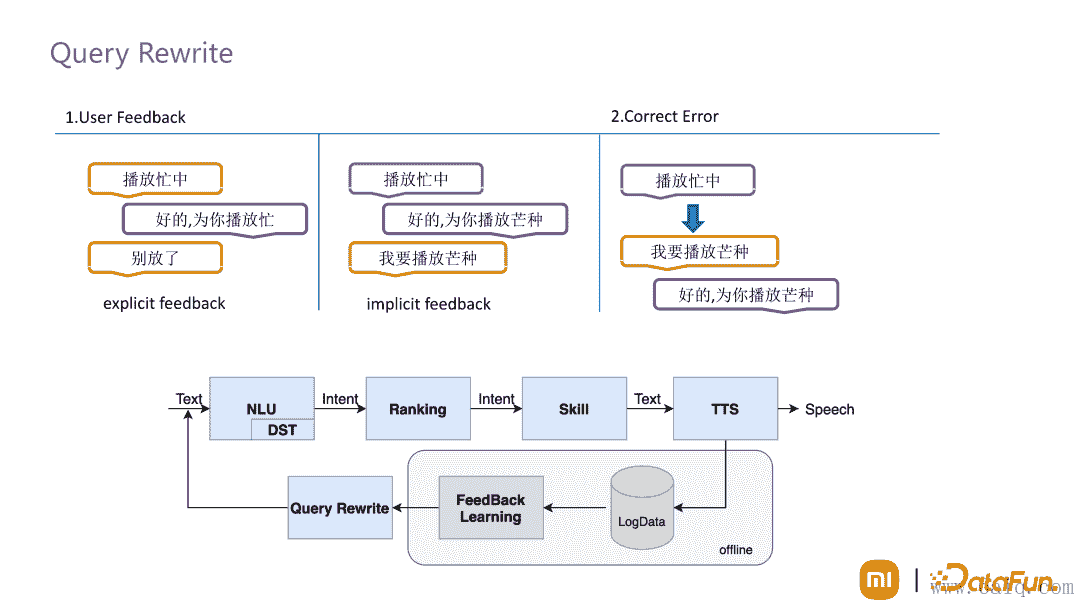 Query Rewrite
1.User Feedback
2.Correct Error
播放忙中
好的,为你播放忙
别放了
explicit feedback
播放忙中
好的,为你播放芒种
我要播放芒种
implicit feedback
播放忙中
我要播放芒种
好的,为你播放芒种
Text
NLU
DST
Intent
Ranking
Intent
Skill
Text
TTS
Speech
Query Rewrite
FeedBack
Learning
LogData
offline
mi
DataFun.
www.6aiq.com